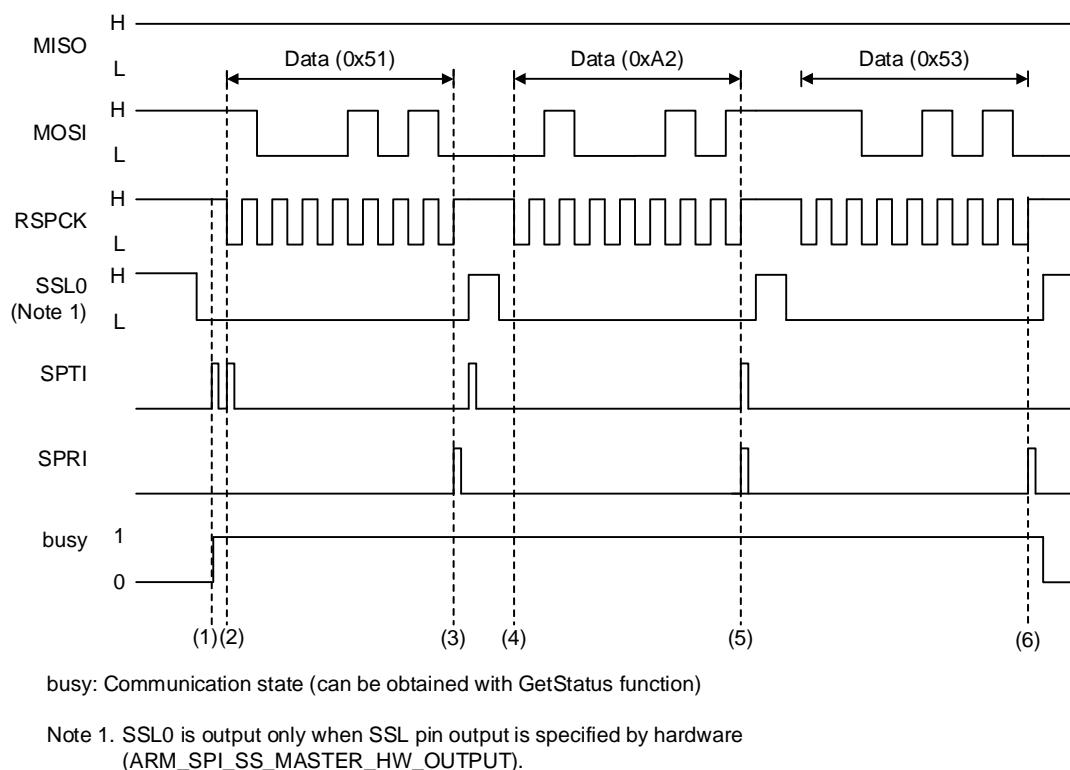 H
MISO
L
Data (0x51)
Data (0xA2)
Data (0x53)
H
MOSI
L
H
RSPCK
L
H
SSL0
(Note 1)
L
SPTI
SPRI
busy
1
0
(1) (2) (3) (4) (5) (6)
busy: Communication state (can be obtained with GetStatus function)
Note 1. SSL0 is output only when SSL pin output is specified by hardware
(ARM_SPI_SS_MASTER_HW_OUTPUT).